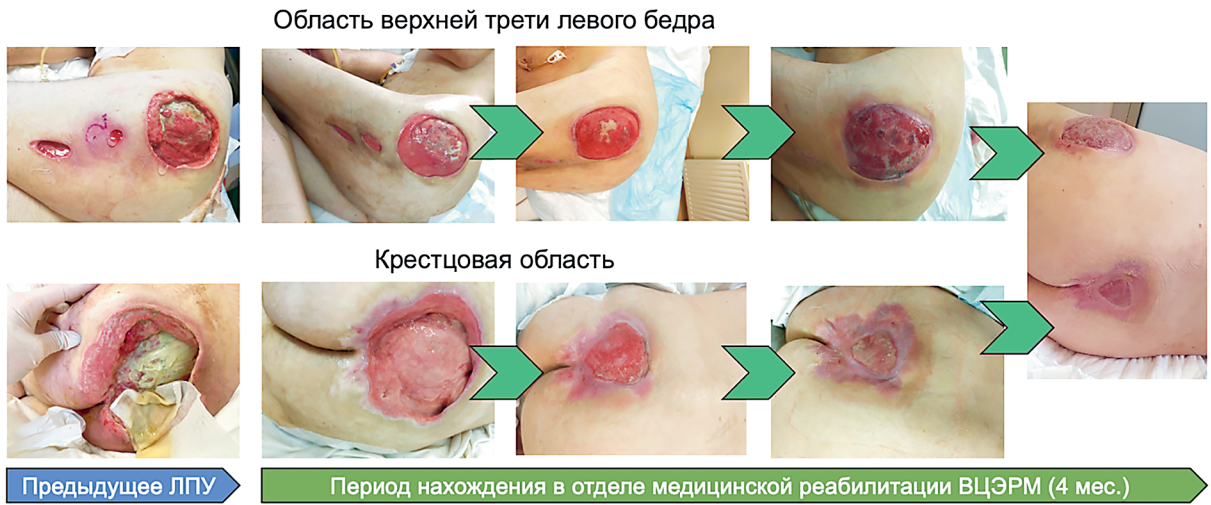 Область верхней трети левого бедра
Крестцовая область
Предыдущее ЛПУ
Период нахождения в отделе медицинской реабилитации ВЦЭРМ (4 мес.)